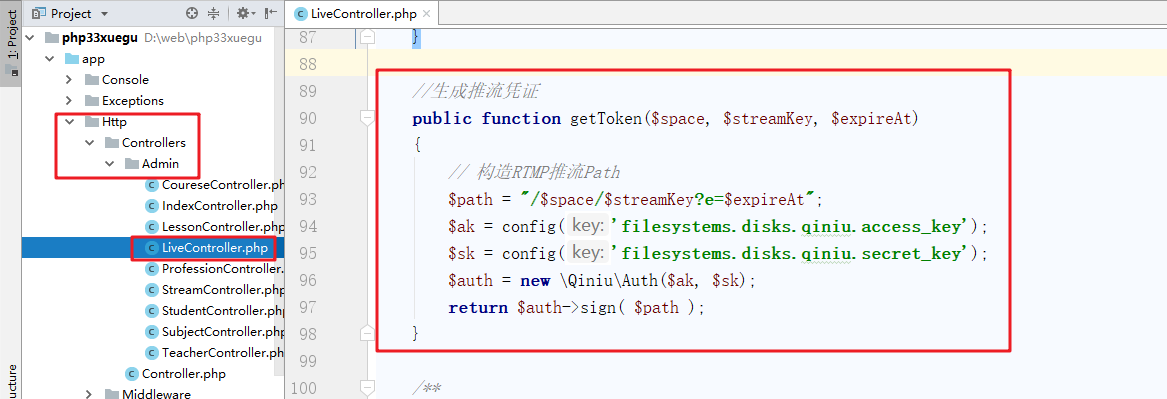 Project
php33xuegu D:\web\php33xuegu
app
Console
Exceptions
Http
Controllers
Admin
CoureseController.ph
IndexController.php
LessonController.php
LiveController.php
ProfessionController.
StreamController.php
StudentController.ph
SubjectController.php
TeacherController.ph
Controller.php
Middleware
1: Project
ucture
LiveController.php
87 }
88
89 //生成推流凭证
90 public function getToken($space, $streamKey, $expireAt)
91 {
92 // 构造RTMP推流Path
93 $path = "/$space/$streamKey?e=$expireAt";
94 $ak = config( key: 'filesystems.disks.qiniu.access_key');
95 $sk = config( key: 'filesystems.disks.qiniu.secret_key');
96 $auth = new \Qiniu\Auth($ak, $sk);
97 return $auth->sign( $path );
98 }
99
100 /**